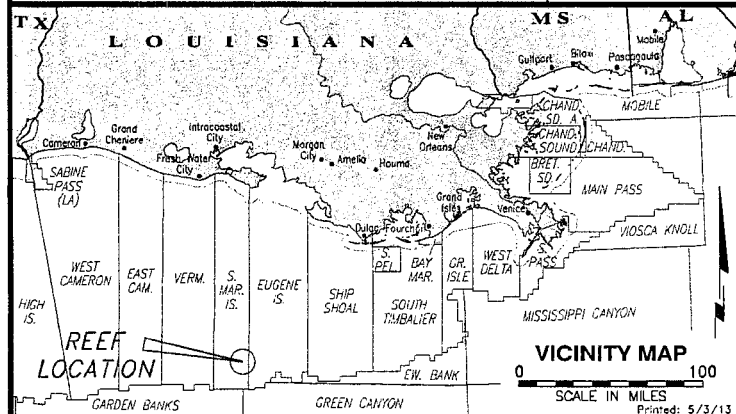 TX
LOUISIANA
MS
AL
Mobile
Gulfport
Biloxi
Pascagoula
Cameron
Grand
Cheniere
Intracoastal
City
Fresh Water
City
Morgan
City
Amelia
Houma
New
Orleans
CHAND.
SD. A.
MOBILE
CHAND.
SOUND
CHAND.
BRET.
SD.
SABINE
PASS
(LA)
Dulac
Fourchon
Grand
Isle
Venice
MAIN PASS
VIOSCA KNOLL
WEST
CAMERON
EAST
CAM.
VERM.
S.
MAR.
IS.
EUGENE
IS.
SHIP
SHOAL
S.
PEL.
BAY
MAR.
GR.
ISLE
WEST
DELTA
S.
PASS
SOUTH
TIMBALIER
HIGH
IS.
MISSISSIPPI CANYON
REEF
LOCATION
EW. BANK
GARDEN BANKS
GREEN CANYON
VICINITY MAP
0
100
SCALE IN MILES
Printed: 5/3/13